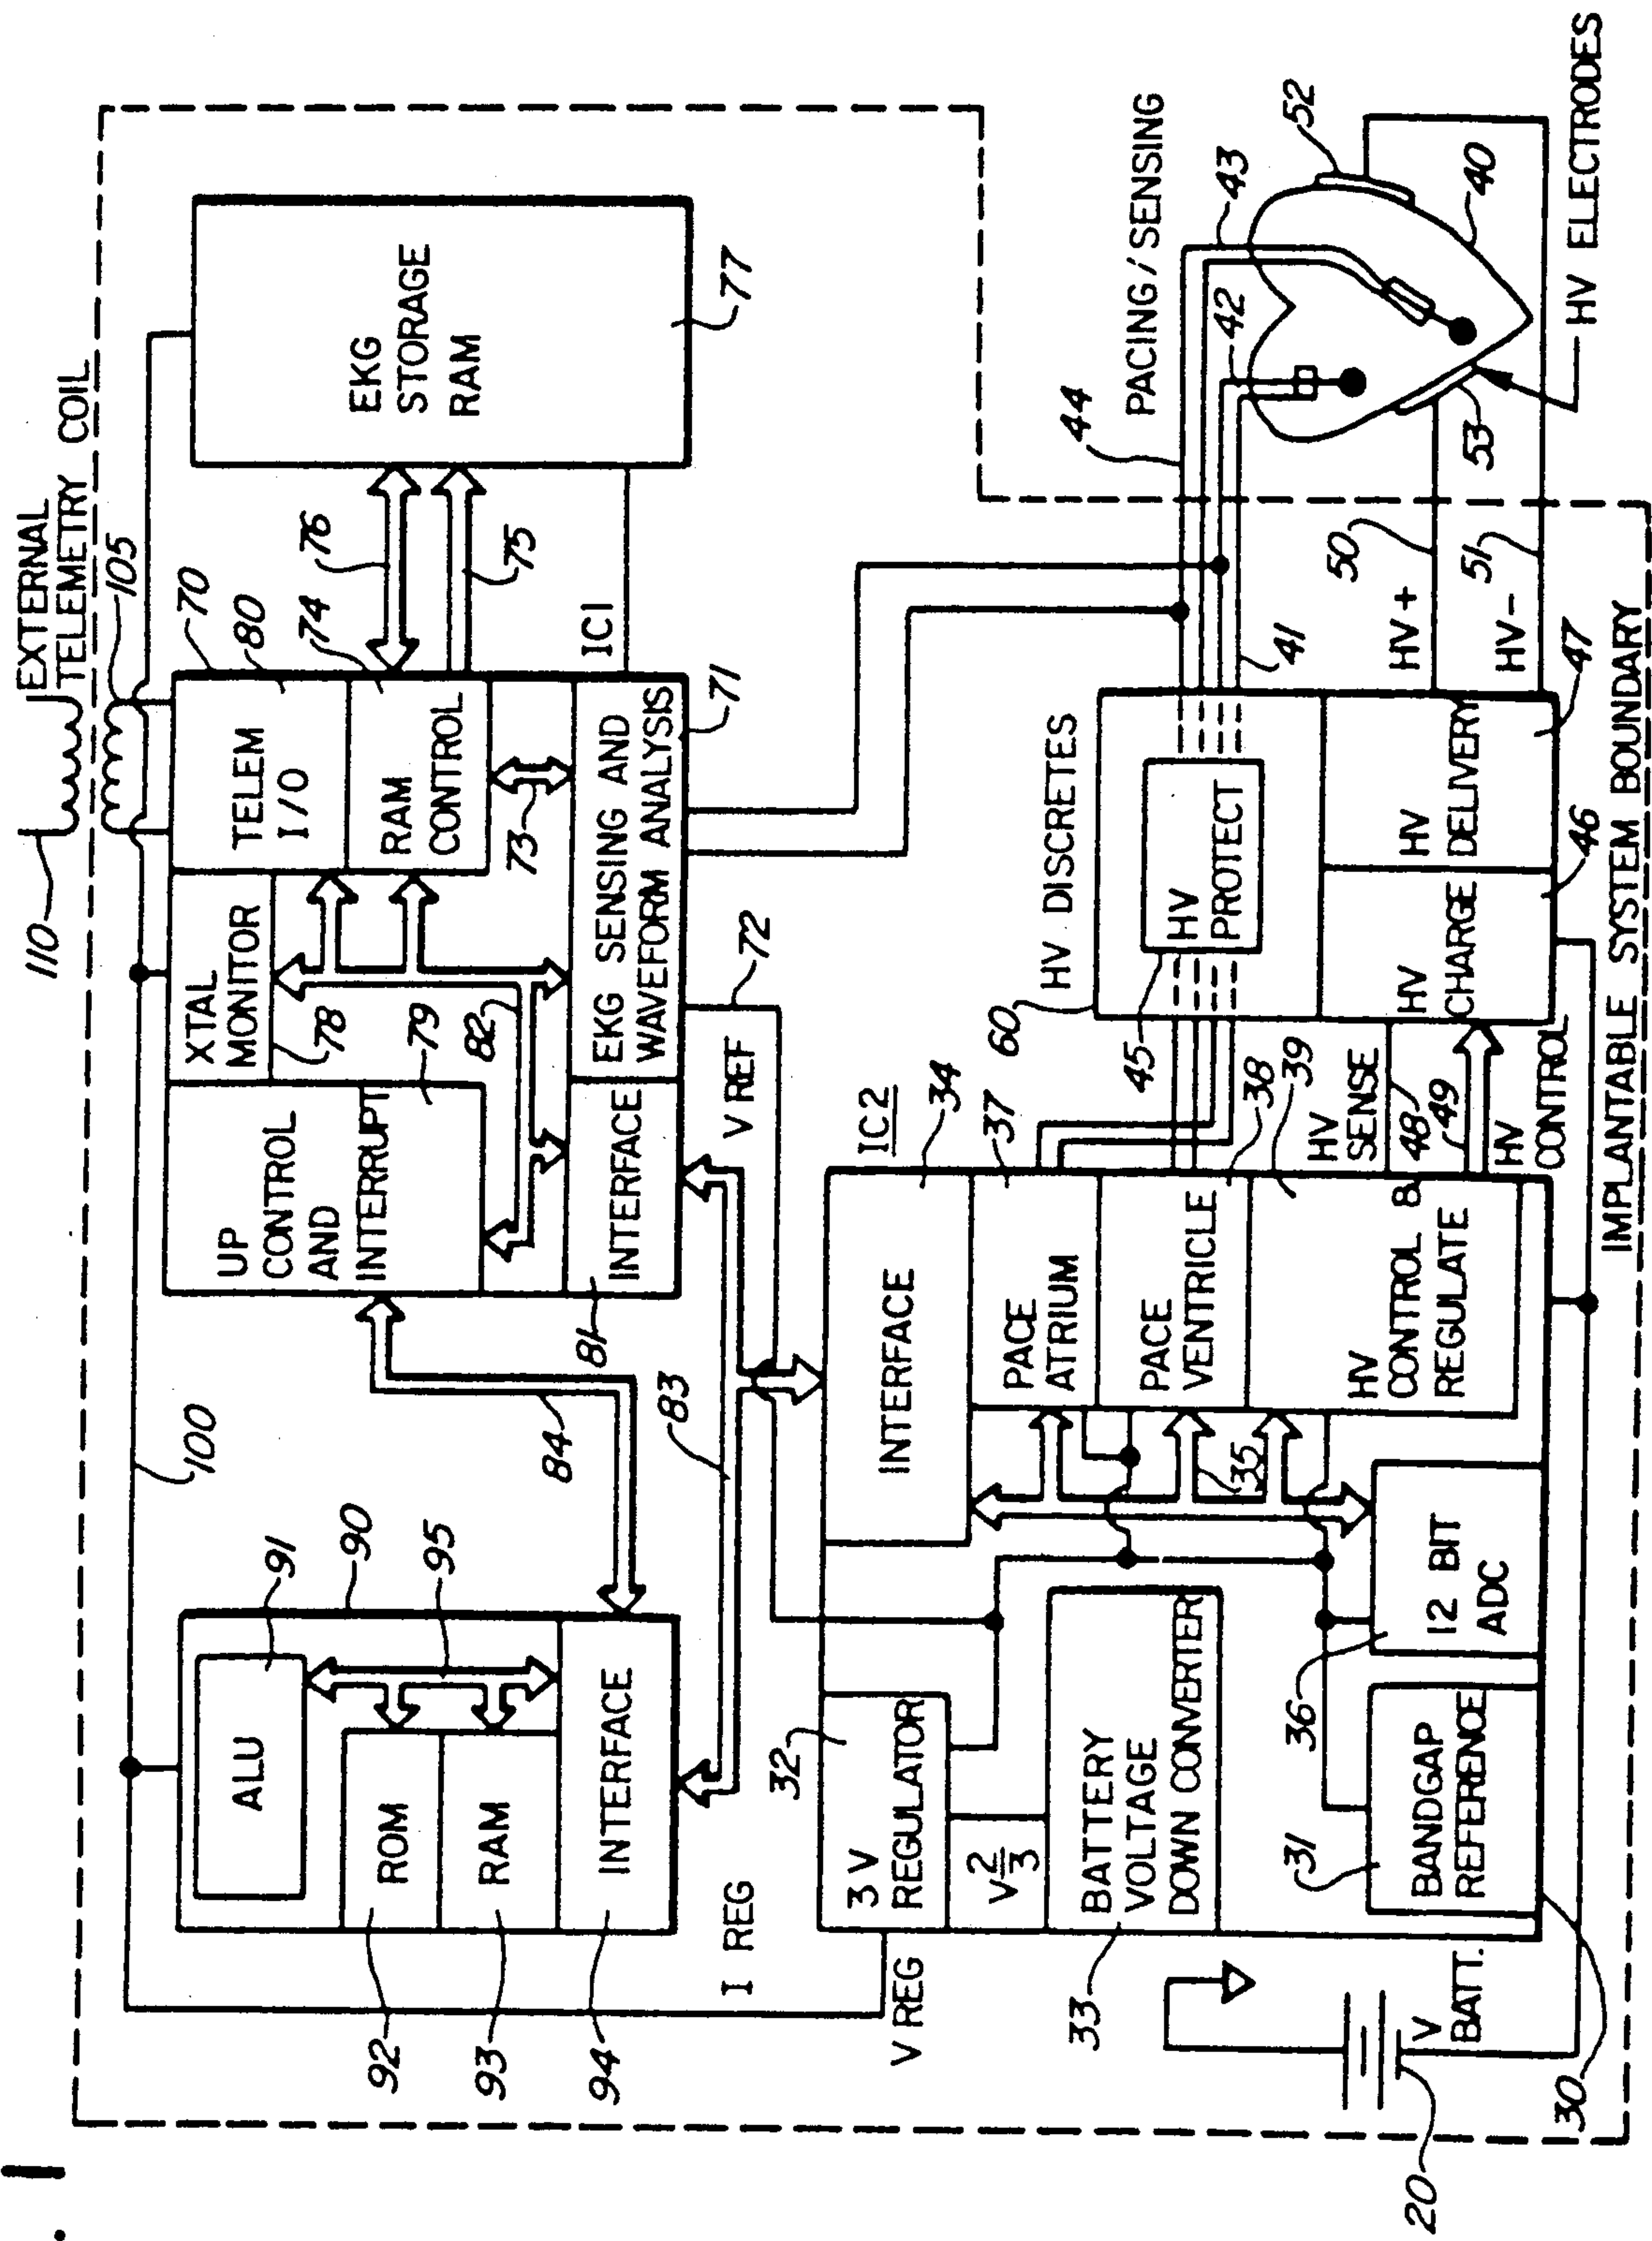 EXTERNAL
TELEMETRY COIL
110
105
100
91
90
95
ALU
ROM
RAM
INTERFACE
92
93
94
84
83
UP
CONTROL
AND
INTERRUPT
XTAL
MONITOR
78
79
82
TELEM
I/O
RAM
CONTROL
70
80
74
73
EKG SENSING AND
WAVEFORM ANALYSIS
71
INTERFACE
81
76
75
IC1
EKG
STORAGE
RAM
77
72
V REF
I REG
V REG
32
3 V
REGULATOR
V 2/3
BATTERY
VOLTAGE
DOWN CONVERTER
33
31
BANDGAP
REFERENCE
36
12 BIT
ADC
35
INTERFACE
IC2
34
PACE
ATRIUM
37
PACE
VENTRICLE
38
HV
CONTROL &
REGULATE
39
HV
SENSE
48
49
HV
CONTROL
60
HV DISCRETES
45
HV
PROTECT
HV
CHARGE
46
HV
DELIVERY
47
41
44
PACING/SENSING
42
43
52
40
53
HV ELECTRODES
HV +
50
HV -
51
V
BATT.
20
30
IMPLANTABLE SYSTEM BOUNDARY